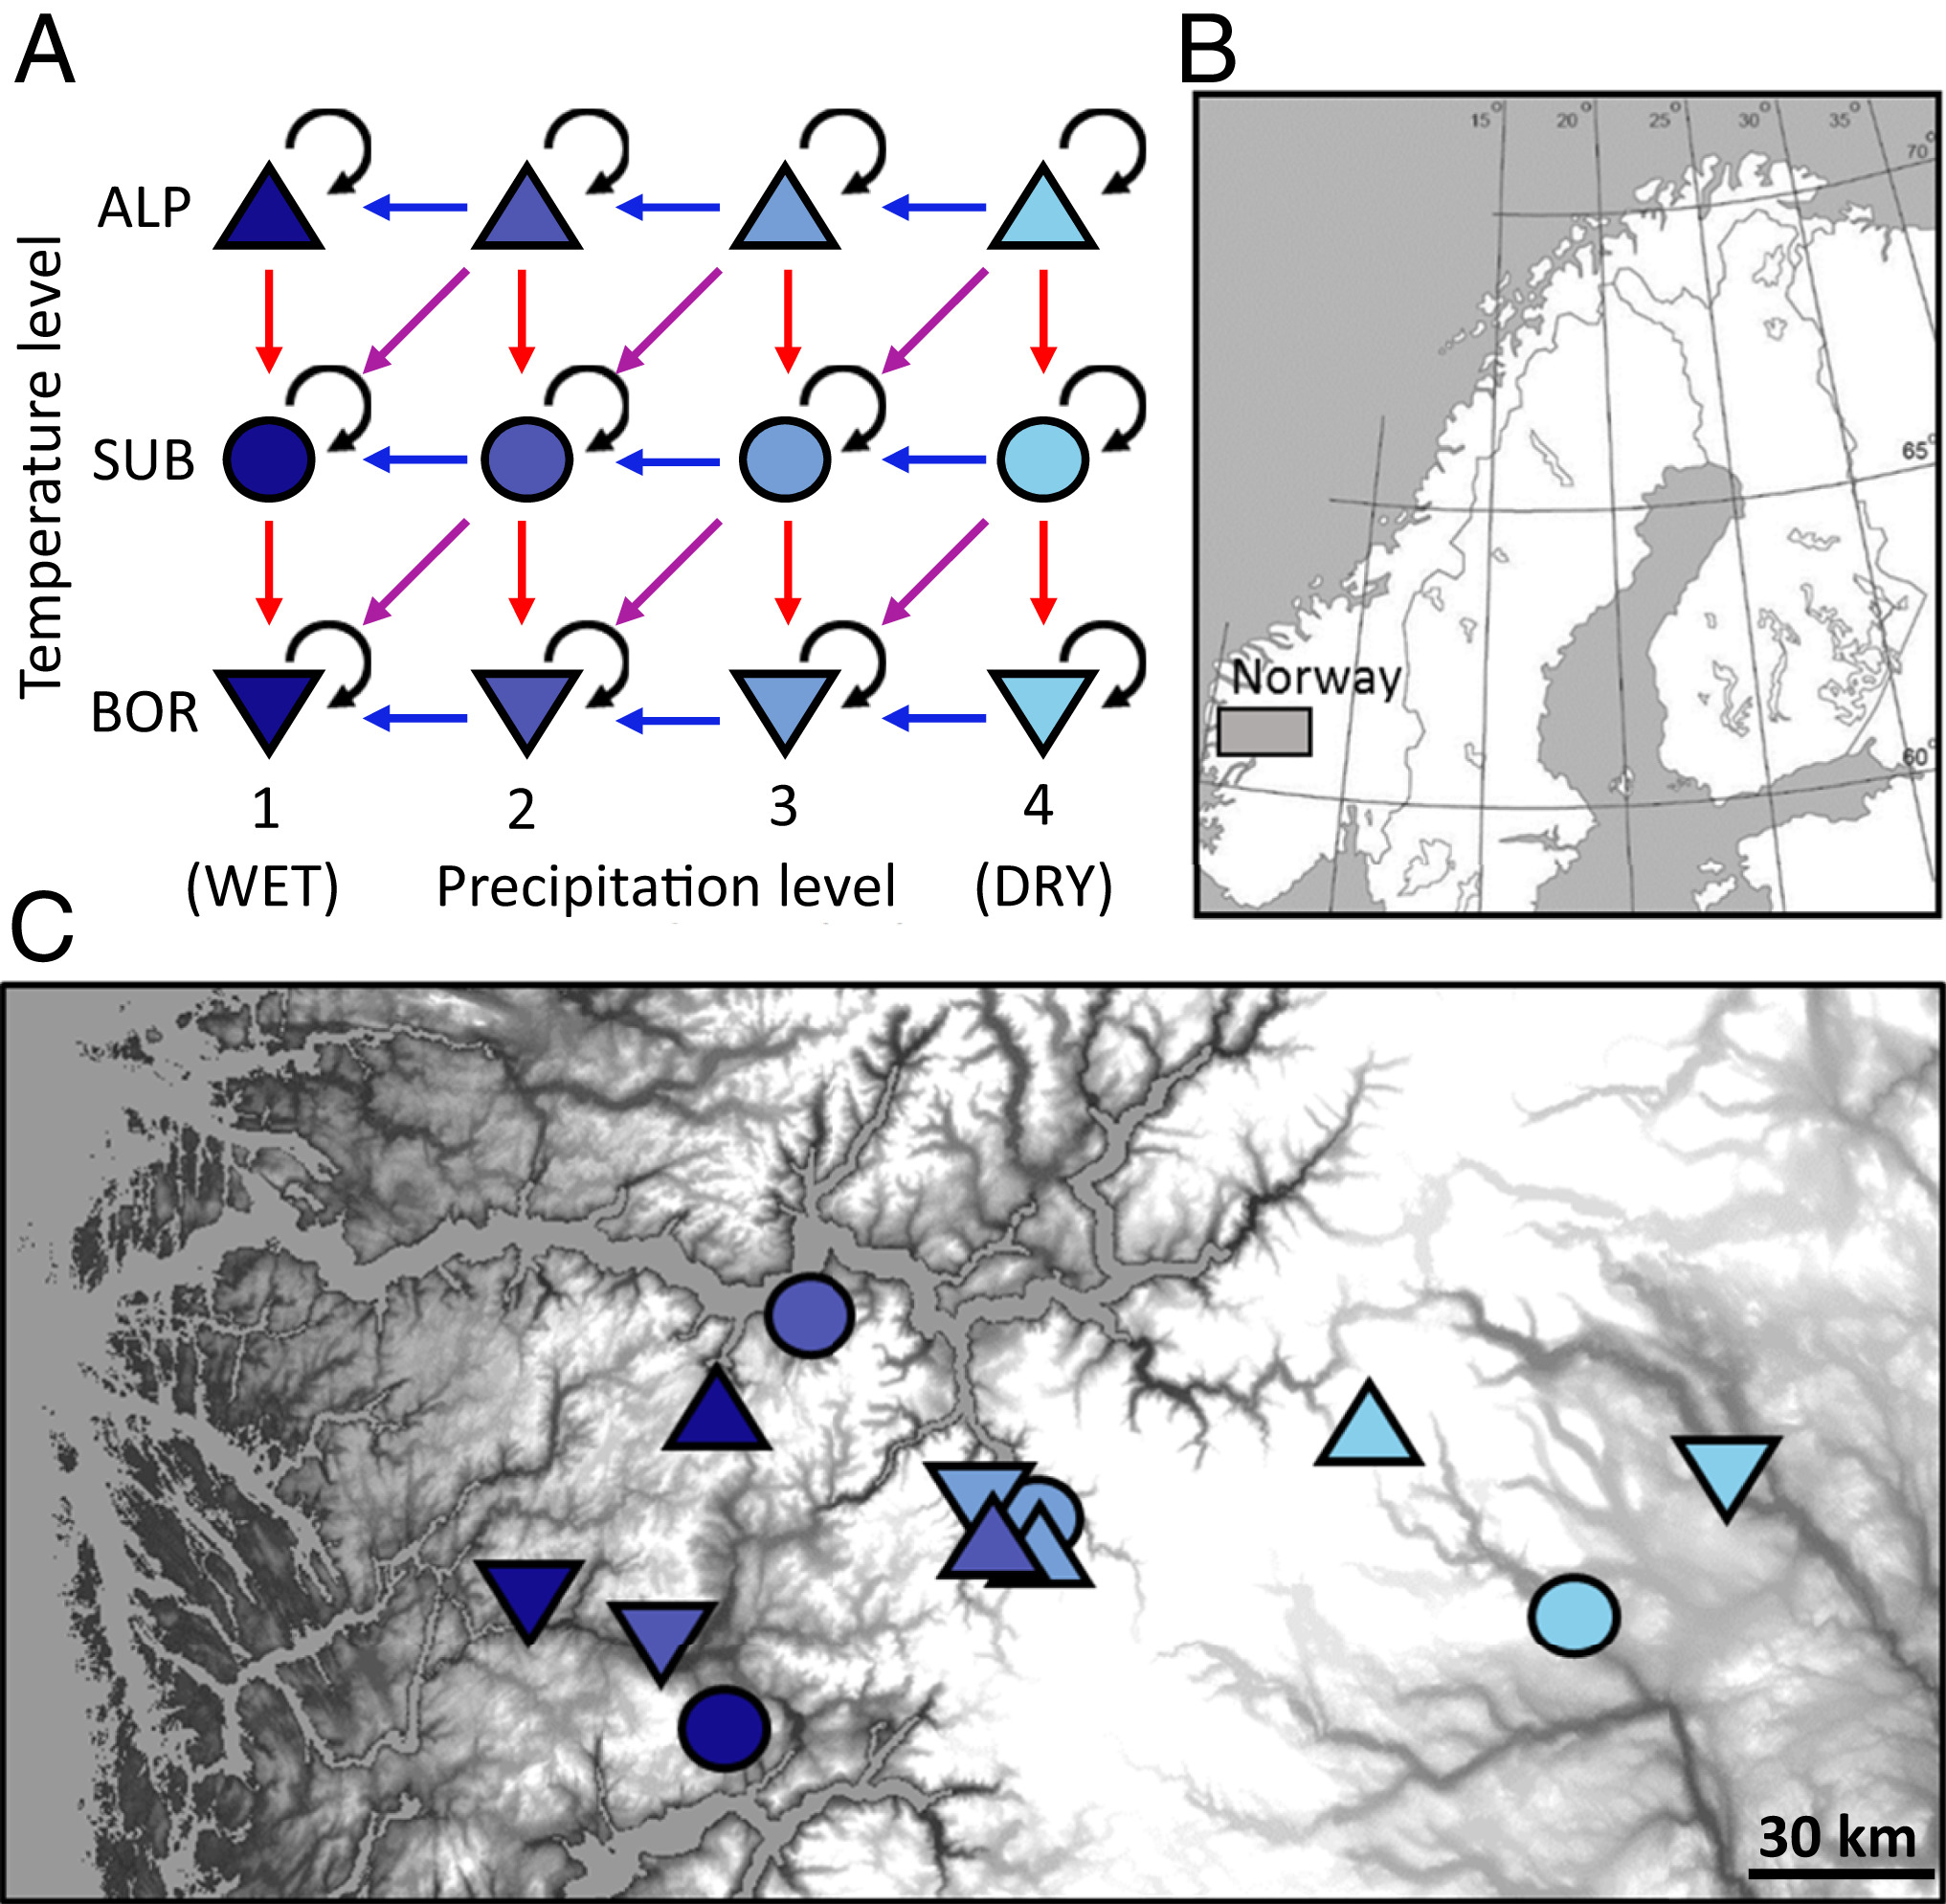 A
B
Temperature level
ALP
SUB
BOR
1
2
3
4
(WET)
Precipitation level
(DRY)
15°
20°
25°
30°
35°
70°
65°
60°
Norway
C
30 km